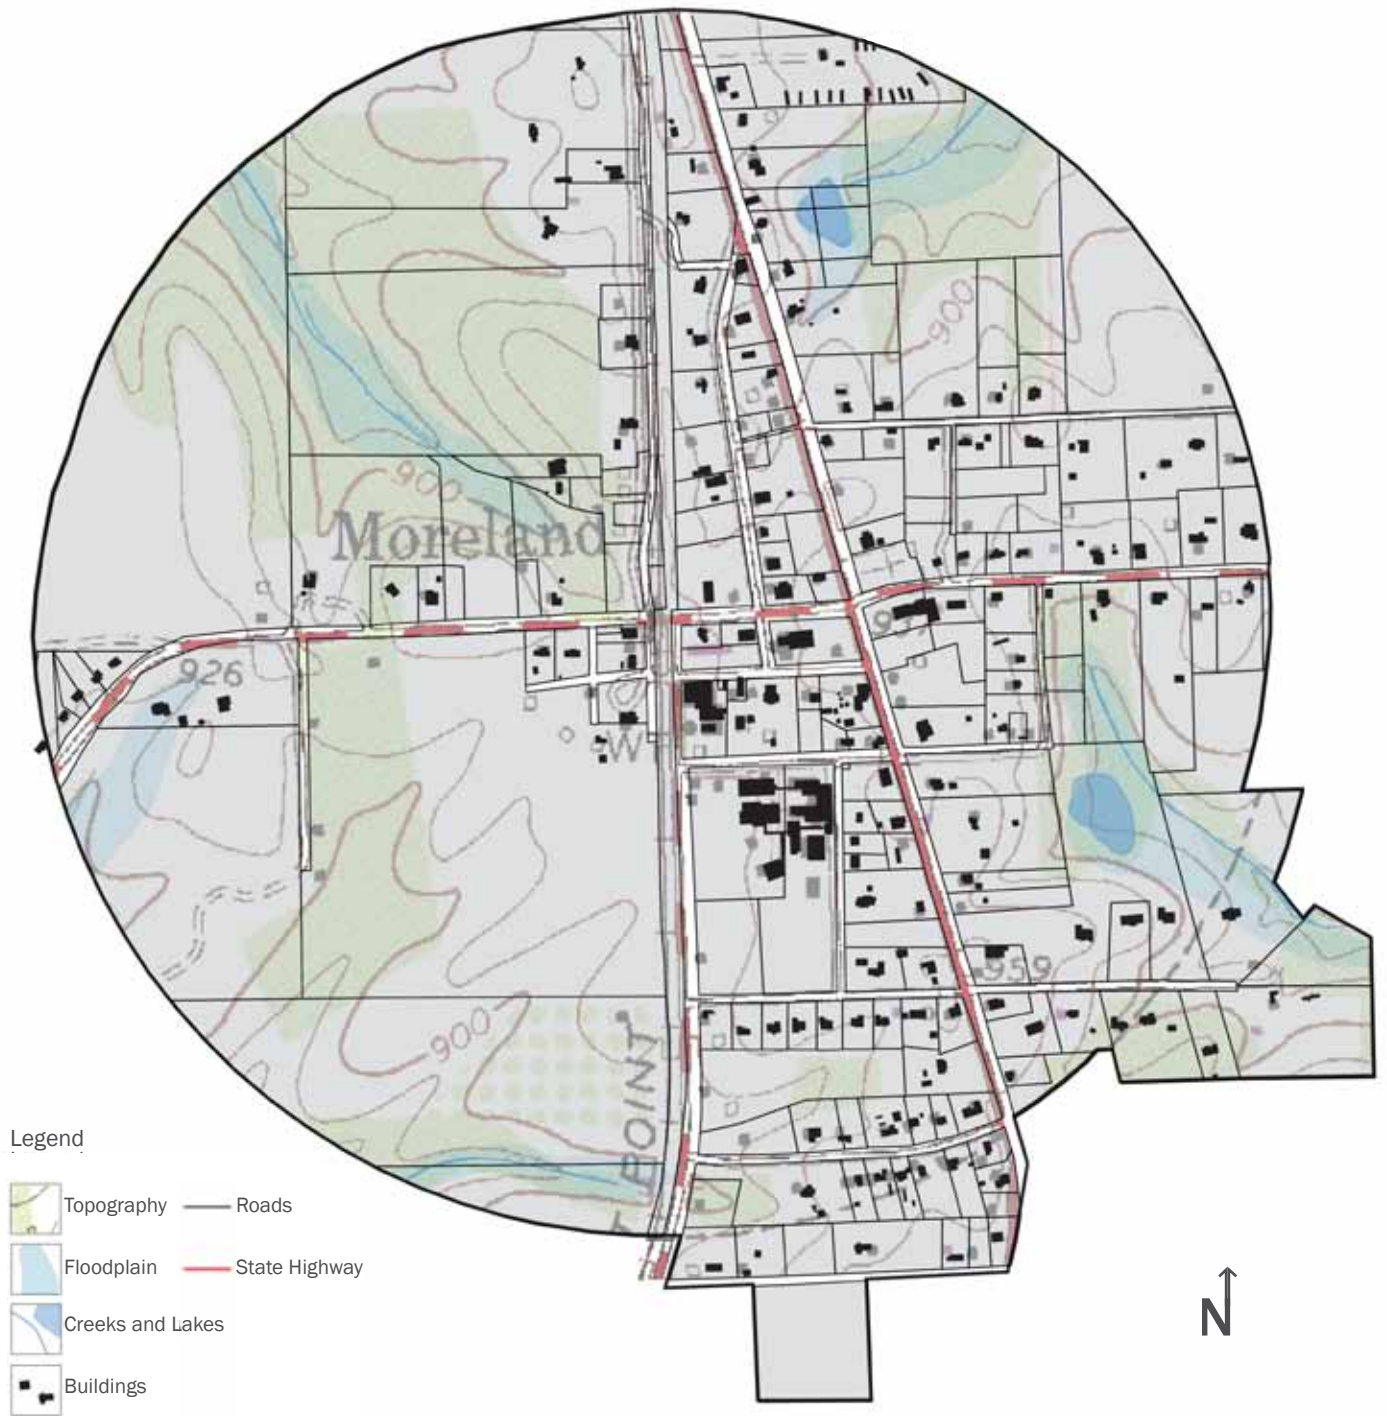 900
900
Moreland
926
W
959
900
POINT
Legend
Topography
Roads
Floodplain
State Highway
Creeks and Lakes
Buildings
N